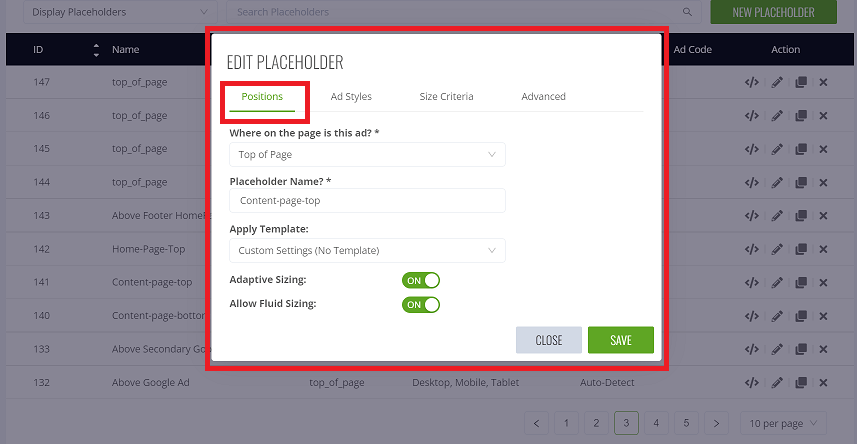 Display Placeholders
Search Placeholders
NEW PLACEHOLDER
ID Name Ad Code Action
147 top_of_page
146 top_of_page
145 top_of_page
144 top_of_page
143 Above Footer HomeP
142 Home-Page-Top
141 Content-page-top
140 Content-page-bottom
133 Above Secondary Goo
132 Above Google Ad top_of_page Desktop, Mobile, Tablet Auto-Detect
EDIT PLACEHOLDER
Positions Ad Styles Size Criteria Advanced
Where on the page is this ad? *
Top of Page
Placeholder Name? *
Content-page-top
Apply Template:
Custom Settings (No Template)
Adaptive Sizing: ON
Allow Fluid Sizing: ON
CLOSE SAVE
1 2 3 4 5 10 per page